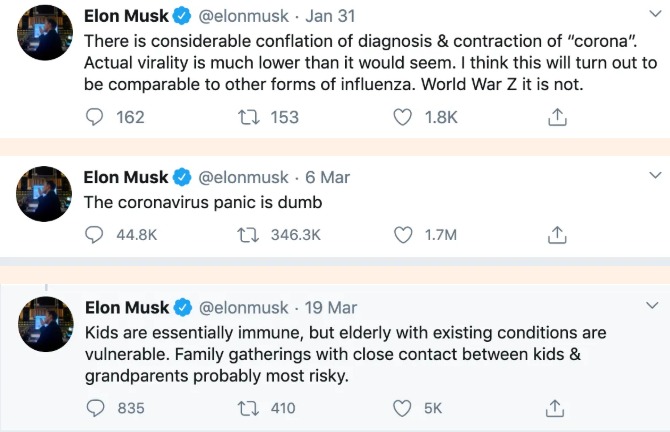 Elon Musk @elonmusk · Jan 31
There is considerable conflation of diagnosis & contraction of “corona”.
Actual virality is much lower than it would seem. I think this will turn out to
be comparable to other forms of influenza. World War Z it is not.
162 153 1.8K
Elon Musk @elonmusk · 6 Mar
The coronavirus panic is dumb
44.8K 346.3K 1.7M
Elon Musk @elonmusk · 19 Mar
Kids are essentially immune, but elderly with existing conditions are
vulnerable. Family gatherings with close contact between kids &
grandparents probably most risky.
835 410 5K